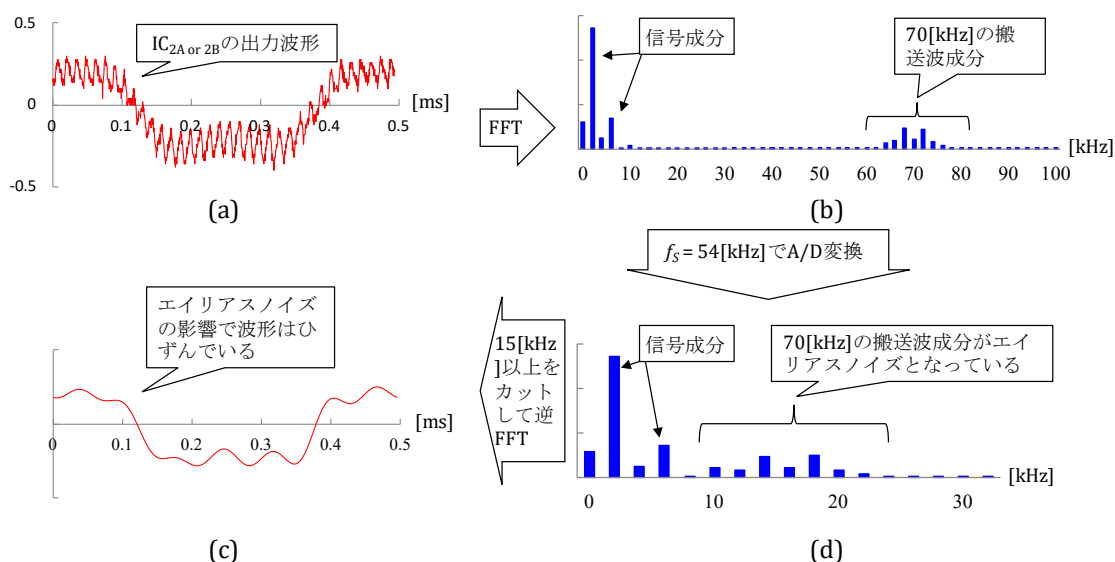 0.5
0
-0.5
0
0.1
0.2
0.3
0.4
0.5
[ms]
IC2A or 2Bの出力波形
(a)
FFT
信号成分
70[kHz]の搬
送波成分
[kHz]
0
10
20
30
40
50
60
70
80
90
100
(b)
fS = 54[kHz]でA/D変換
エイリアスノイズ
の影響で波形はひ
ずんでいる
[ms]
0
0.1
0.2
0.3
0.4
0.5
(c)
15[kHz
]以上を
カット
して逆
FFT
信号成分
70[kHz]の搬送波成分がエイ
リアスノイズとなっている
[kHz]
0
10
20
30
(d)